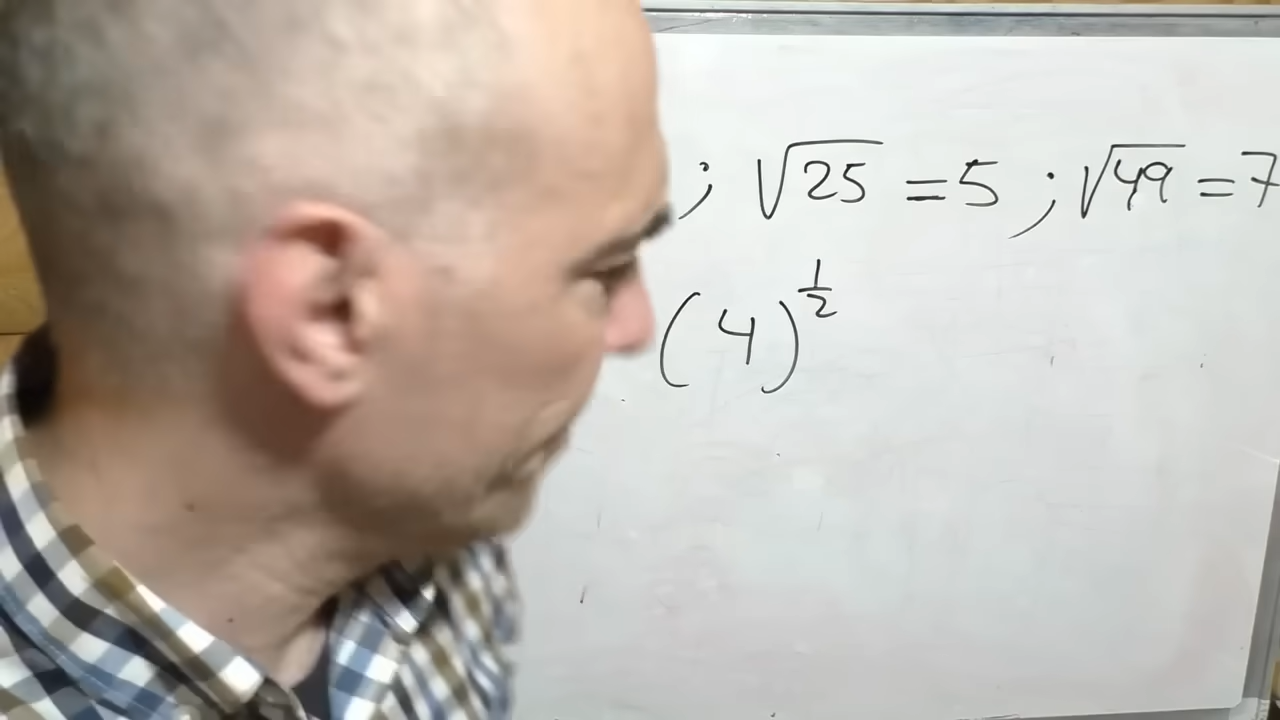 ; √25 = 5 ; √49 = 7
(4)^½